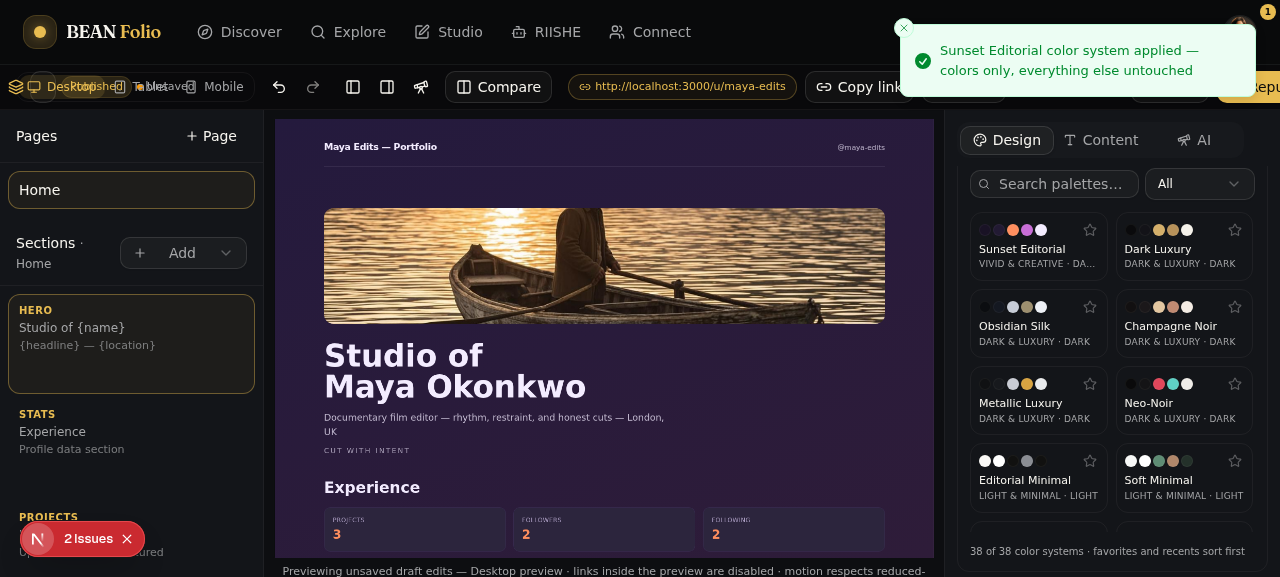 BEAN Folio
Discover
Explore
Studio
RIISHE
Connect
1
Sunset Editorial color system applied —
colors only, everything else untouched
Desktop
Published
Tablet
Unsaved
Mobile
Compare
http://localhost:3000/u/maya-edits
Copy link
Pages
+ Page
Home
Sections ·
Home
Add
HERO
Studio of {name}
{headline} — {location}
STATS
Experience
Profile data section
PROJECTS
2 Issues
Maya Edits — Portfolio
@maya-edits
Studio of
Maya Okonkwo
Documentary film editor — rhythm, restraint, and honest cuts — London,
UK
CUT WITH INTENT
Experience
PROJECTS
3
FOLLOWERS
2
FOLLOWING
2
Previewing unsaved draft edits — Desktop preview · links inside the preview are disabled · motion respects reduced-
Design
Content
AI
Search palettes...
All
Sunset Editorial
VIVID & CREATIVE · DA...
Dark Luxury
DARK & LUXURY · DARK
Obsidian Silk
DARK & LUXURY · DARK
Champagne Noir
DARK & LUXURY · DARK
Metallic Luxury
DARK & LUXURY · DARK
Neo-Noir
DARK & LUXURY · DARK
Editorial Minimal
LIGHT & MINIMAL · LIGHT
Soft Minimal
LIGHT & MINIMAL · LIGHT
38 of 38 color systems · favorites and recents sort first